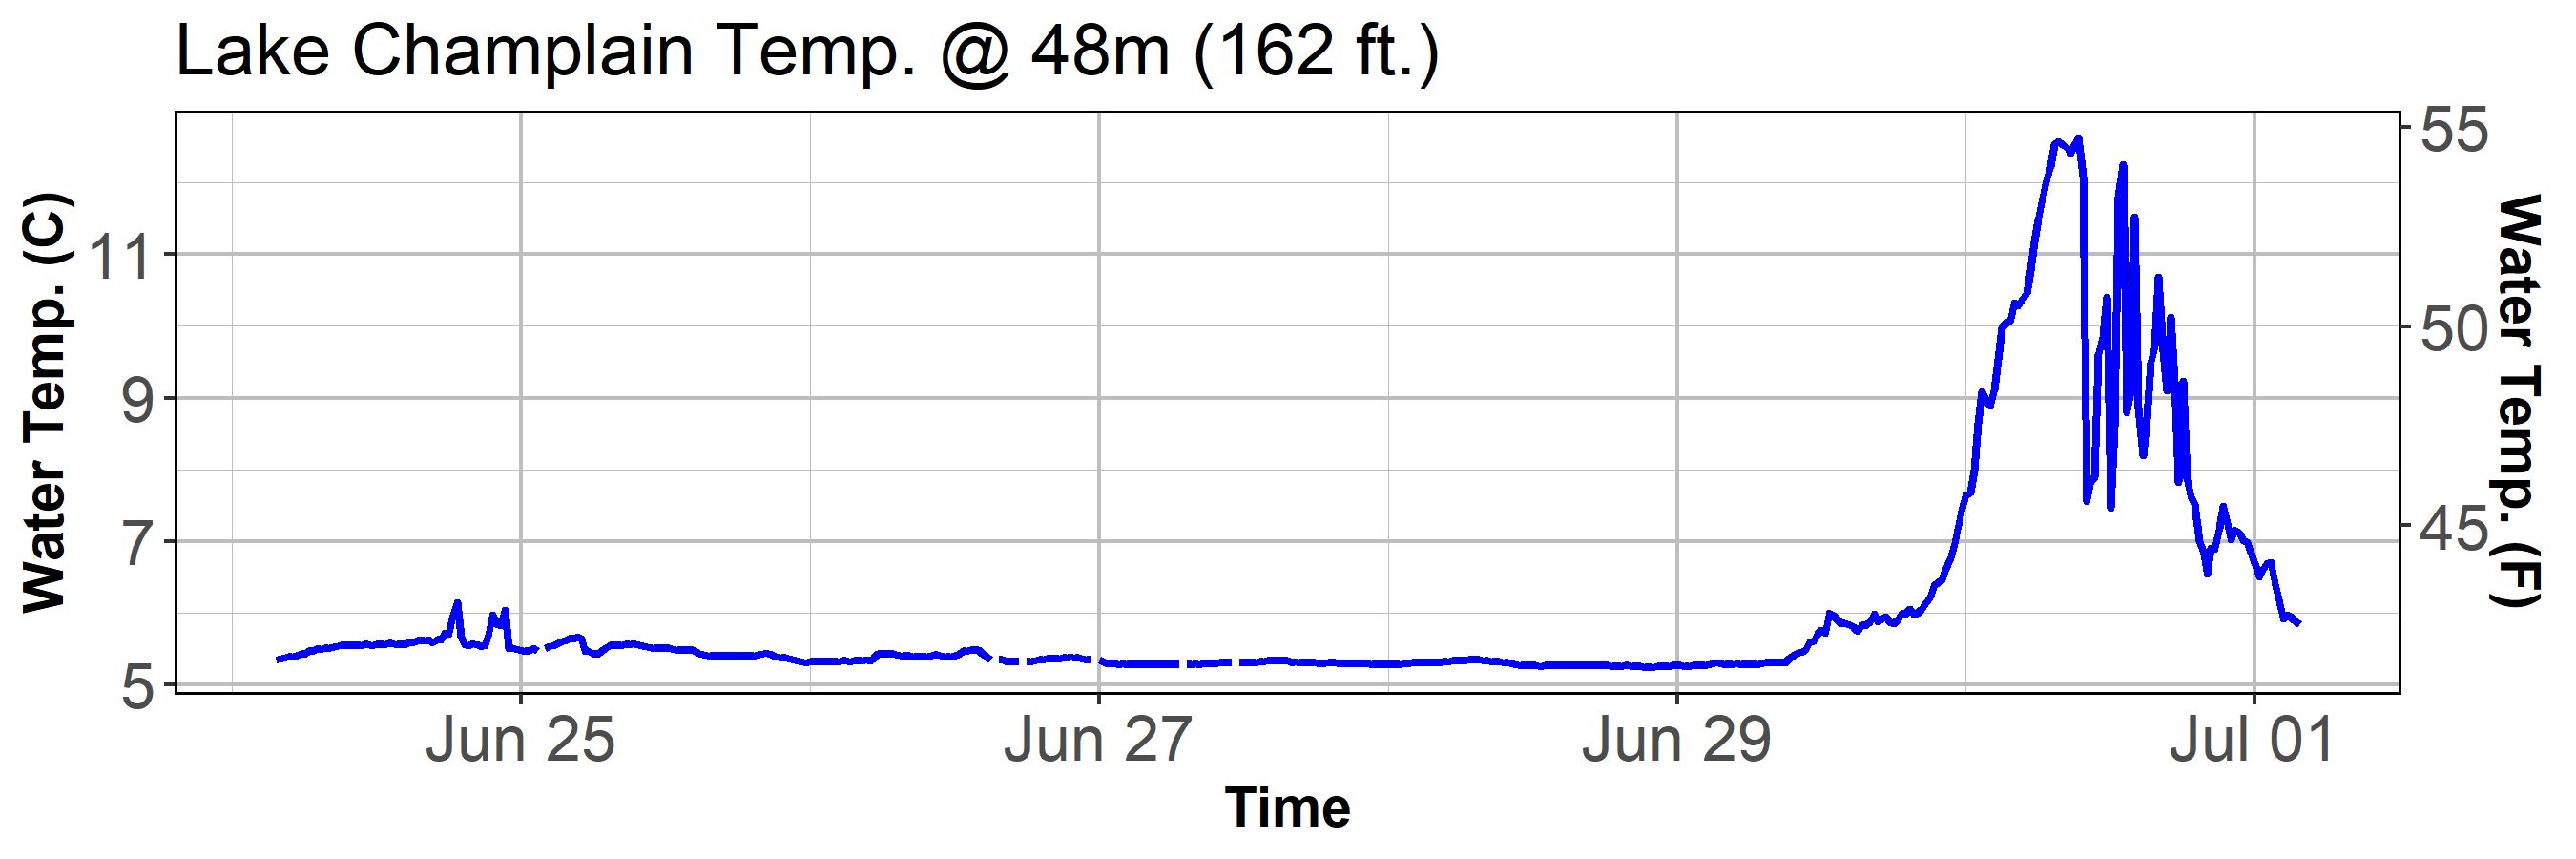 Lake Champlain Temp. @ 48m (162 ft.)
Water Temp. (C)
11
9
7
5
55
50
45
Water Temp. (F)
Jun 25
Jun 27
Jun 29
Jul 01
Time